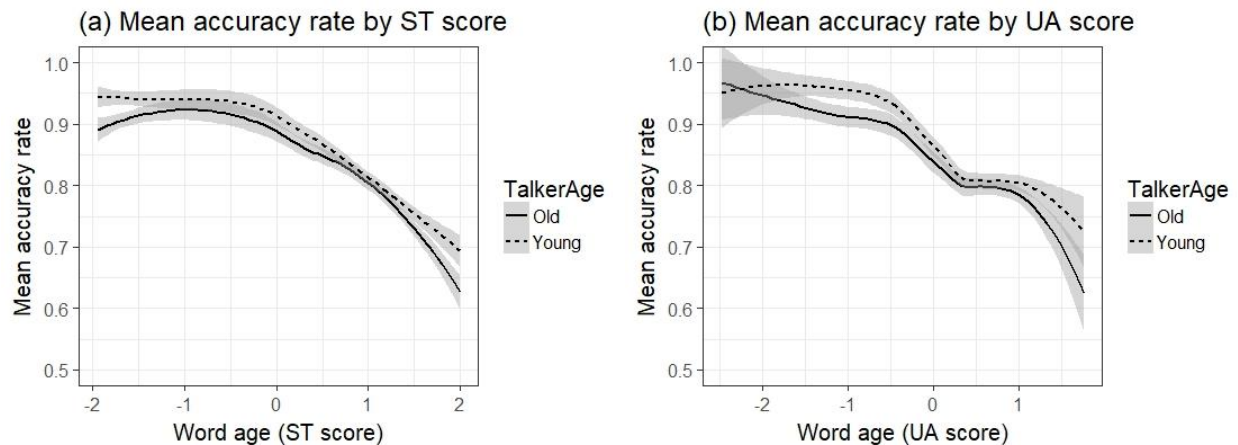 (a) Mean accuracy rate by ST score
Mean accuracy rate
1.0
0.9
0.8
0.7
0.6
0.5
-2
-1
0
1
2
Word age (ST score)
TalkerAge
Old
Young
(b) Mean accuracy rate by UA score
Mean accuracy rate
1.0
0.9
0.8
0.7
0.6
0.5
-2
-1
0
1
Word age (UA score)
TalkerAge
Old
Young